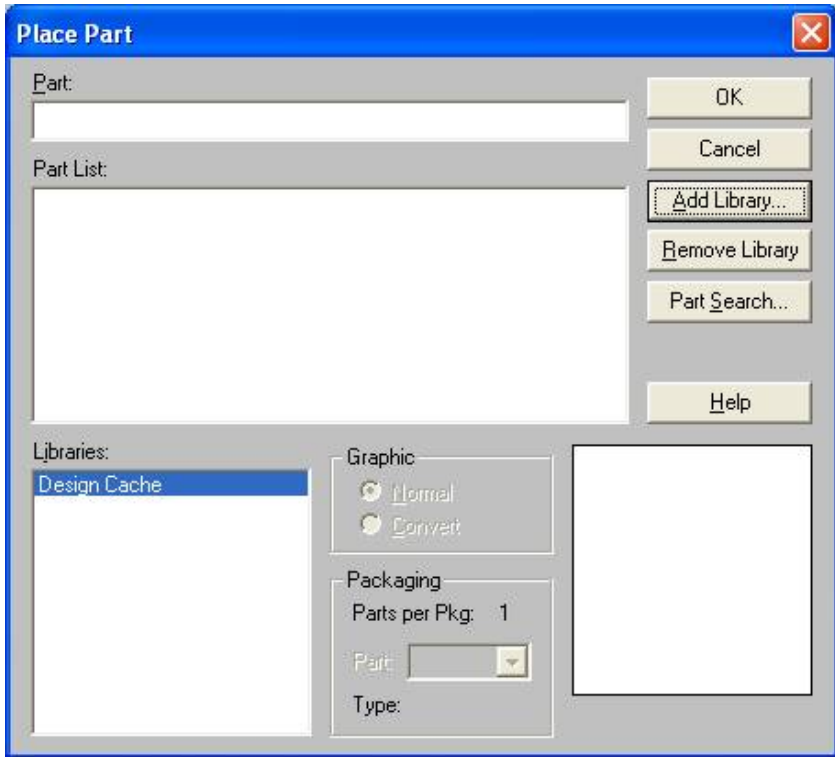 Place Part
Part:
OK
Cancel
Part List:
Add Library...
Remove Library
Part Search...
Help
Libraries:
Design Cache
Graphic
Normal
Convert
Packaging
Parts per Pkg: 1
Part:
Type: